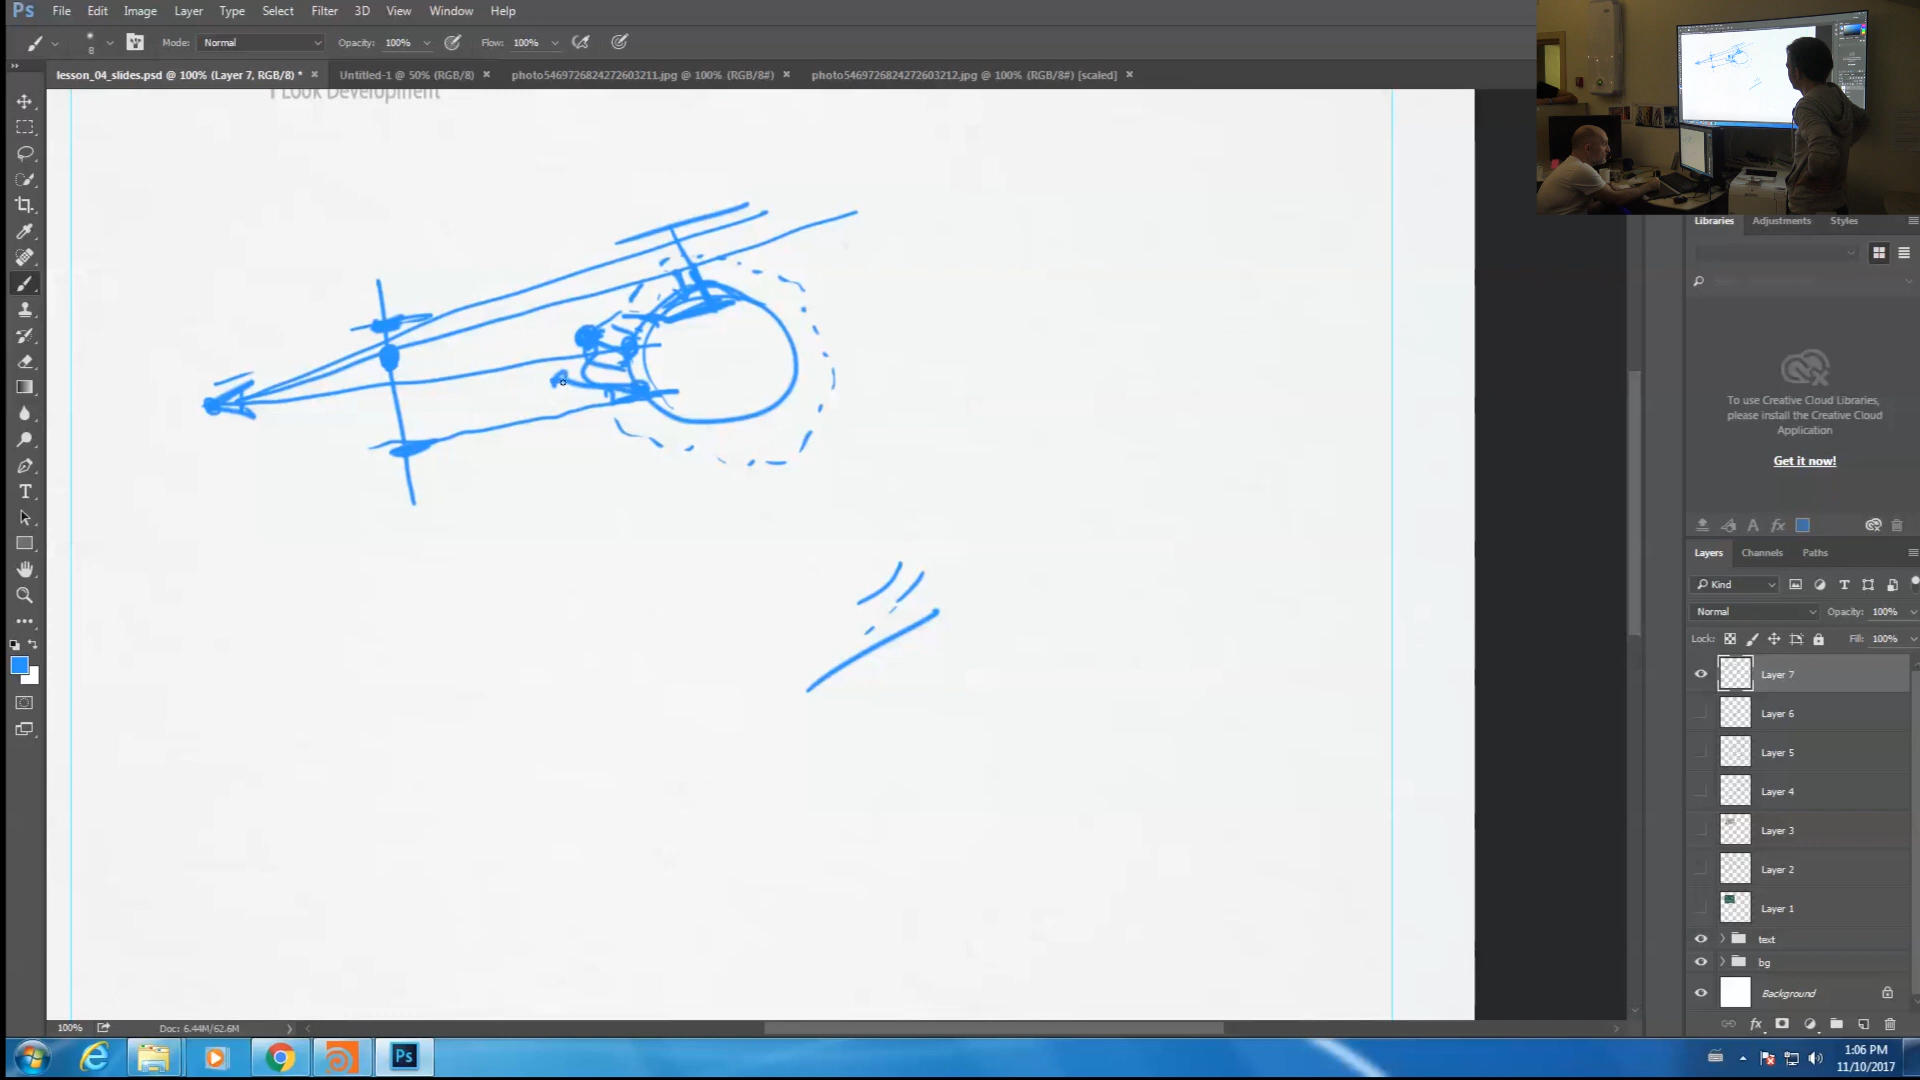 Ps File Edit Image Layer Type Select Filter 3D View Window Help
8 Mode: Normal Opacity: 100% Flow: 100%
lesson_04_slides.psd @ 100% (Layer 7, RGB/8) * × Untitled-1 @ 50% (RGB/8) × photo5469726824272603211.jpg @ 100% (RGB/8#) × photo5469726824272603212.jpg @ 100% (RGB/8#) [scaled] ×
Look Development
Libraries Adjustments Styles
To use Creative Cloud Libraries,
please install the Creative Cloud
Application
Get it now!
Layers Channels Paths
Kind
Normal Opacity: 100%
Lock: Fill: 100%
Layer 7
Layer 6
Layer 5
Layer 4
Layer 3
Layer 2
Layer 1
text
bg
Background
100% Doc: 6.44M/62.6M
Ps
1:06 PM
11/10/2017